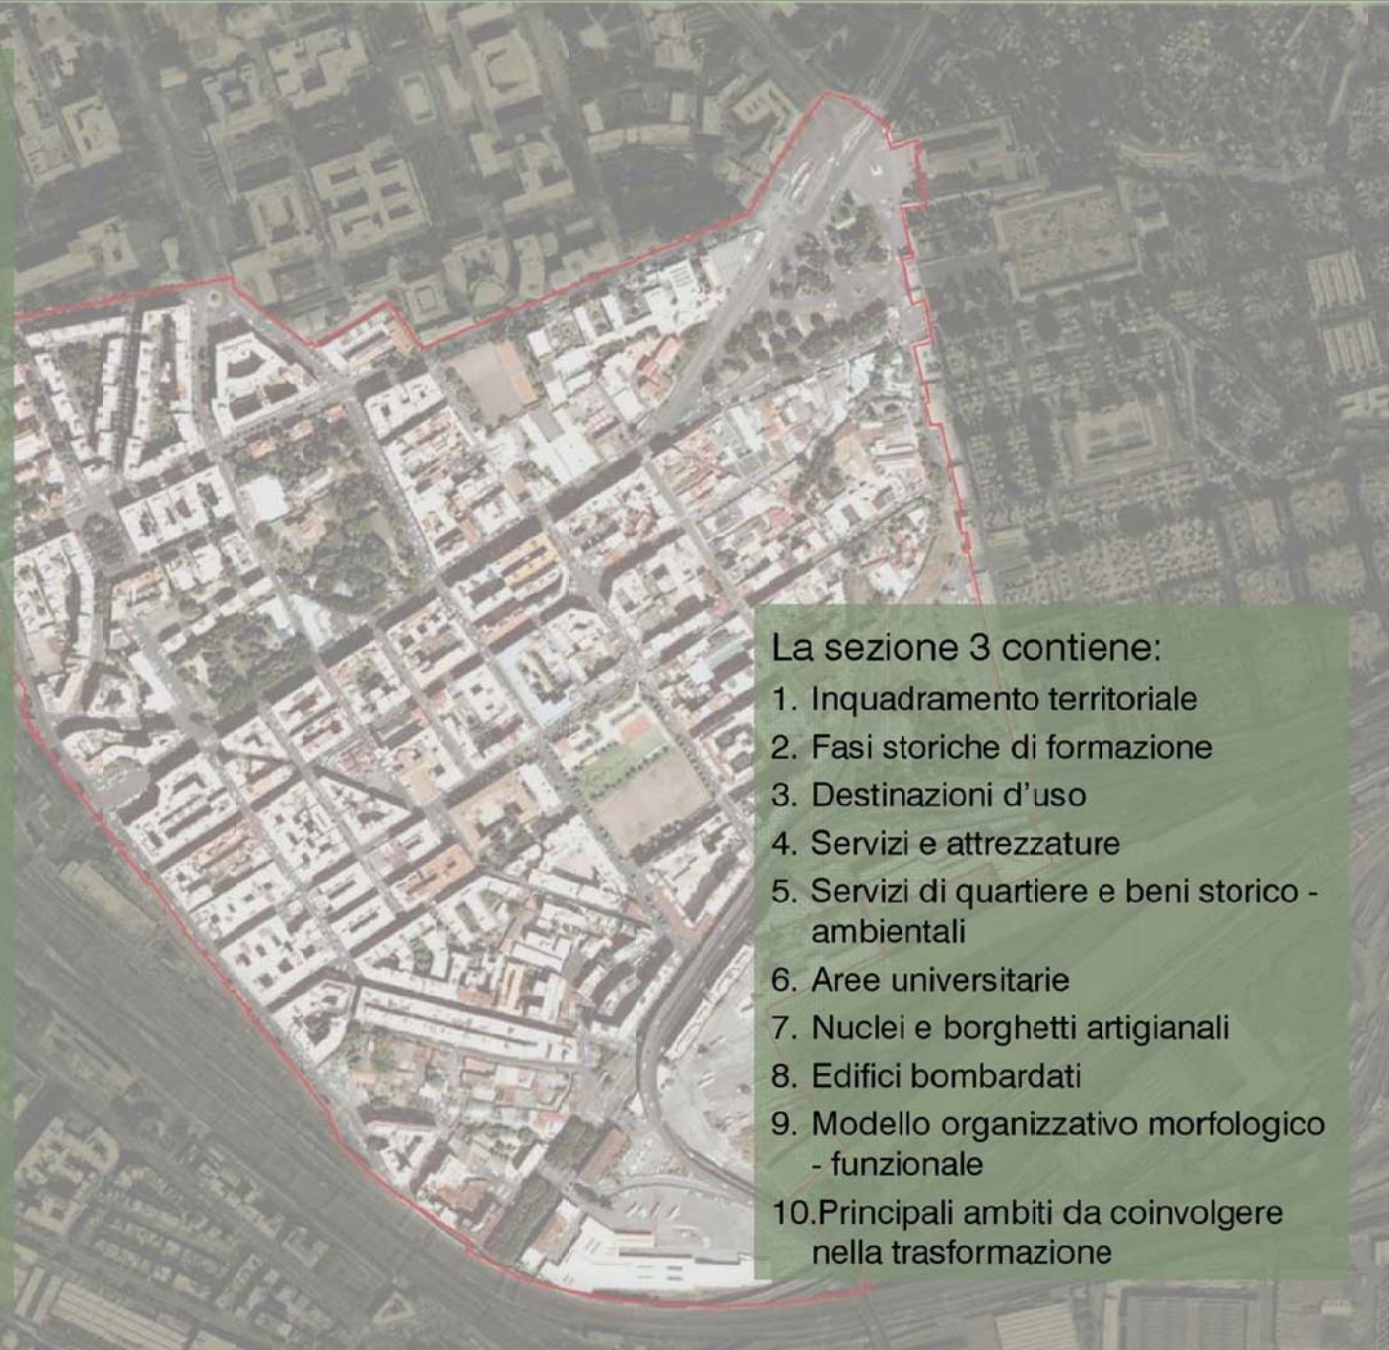 La sezione 3 contiene:
1. Inquadramento territoriale
2. Fasi storiche di formazione
3. Destinazioni d’uso
4. Servizi e attrezzature
5. Servizi di quartiere e beni storico -
ambientali
6. Aree universitarie
7. Nuclei e borghetti artigianali
8. Edifici bombardati
9. Modello organizzativo morfologico
- funzionale
10.Principali ambiti da coinvolgere
nella trasformazione